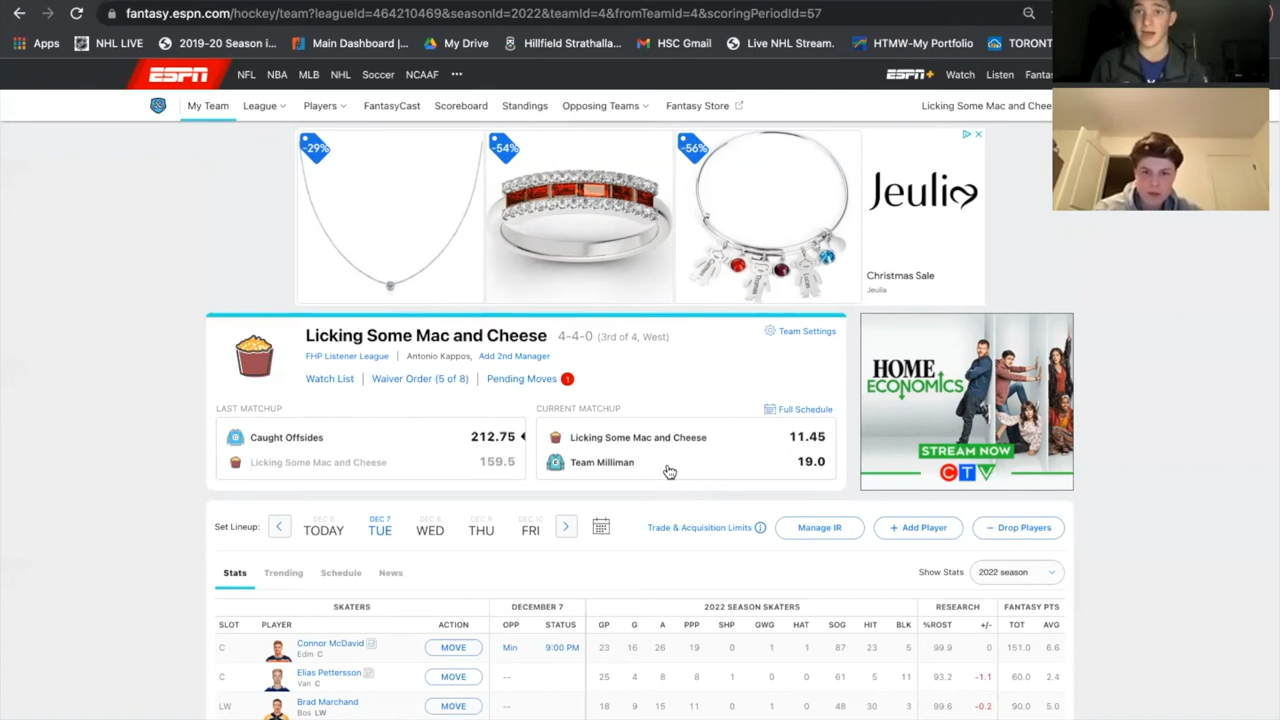 fantasy.espn.com/hockey/team?leagueId=464210469&seasonId=2022&teamId=4&fromTeamId=4&scoringPeriodId=57
Apps NHL LIVE 2019-20 Season i... Main Dashboard |... My Drive Hillfield Strathalla... HSC Gmail Live NHL Stream. HTMW-My Portfolio TORONT
ESPN NFL NBA MLB NHL Soccer NCAAF ••• ESPN+ Watch Listen Fantas
My Team League Players FantasyCast Scoreboard Standings Opposing Teams Fantasy Store Licking Some Mac and Chee
-29% -54% -56%
Jeulia
Christmas Sale
Jeulia
Licking Some Mac and Cheese 4-4-0 (3rd of 4, West) Team Settings
FHP Listener League | Antonio Kappos, Add 2nd Manager
Watch List | Waiver Order (5 of 8) | Pending Moves 1
LAST MATCHUP CURRENT MATCHUP Full Schedule
Caught Offsides 212.75 Licking Some Mac and Cheese 11.45
Licking Some Mac and Cheese 159.5 Team Milliman 19.0
HOME
ECONOMICS
STREAM NOW
CTV
Set Lineup: DEC 6 TODAY DEC 7 TUE DEC 8 WED DEC 9 THU DEC 10 FRI Trade & Acquisition Limits Manage IR + Add Player − Drop Players
Stats Trending Schedule News Show Stats 2022 season
SKATERS DECEMBER 7 2022 SEASON SKATERS RESEARCH FANTASY PTS
SLOT PLAYER ACTION OPP STATUS GP G A PPP SHP GWG HAT SOG HIT BLK %ROST +/- TOT AVG
C Connor McDavid MOVE Min 9:00 PM 23 16 26 19 0 1 1 87 23 5 99.9 0 151.0 6.6
Edm C
C Elias Pettersson MOVE -- 25 4 8 8 1 0 0 61 5 11 93.2 -1.1 60.0 2.4
Van C
LW Brad Marchand MOVE -- 18 9 15 11 0 1 0 48 30 3 99.6 -0.2 90.0 5.0
Bos LW